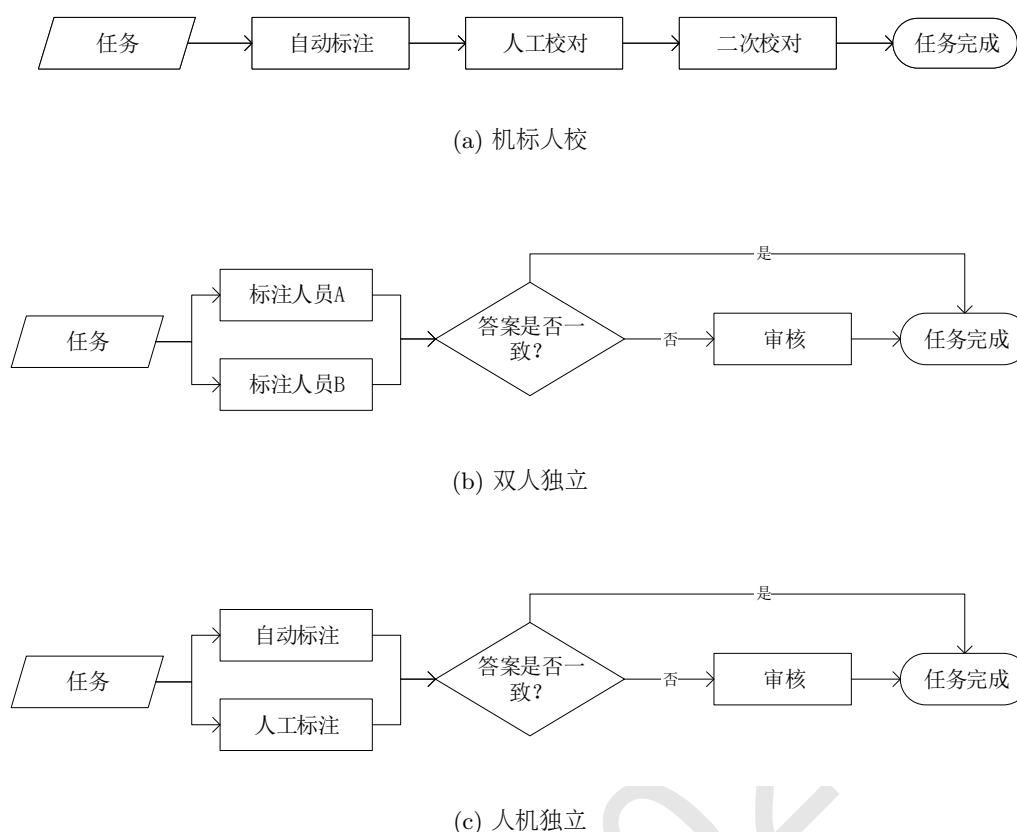 任务
自动标注
人工校对
二次校对
任务完成
(a) 机标人校
是
标注人员A
任务
答案是否一
致？
否
审核
任务完成
标注人员B
(b) 双人独立
是
自动标注
任务
答案是否一
致？
否
审核
任务完成
人工标注
(c) 人机独立